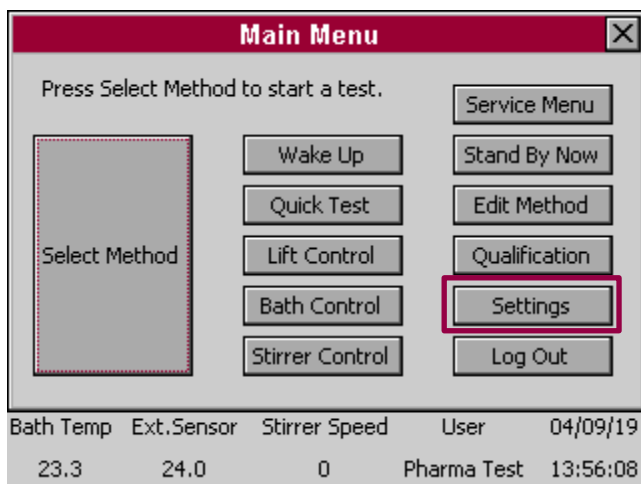 Main Menu
Press Select Method to start a test.
Service Menu
Wake Up
Stand By Now
Quick Test
Edit Method
Select Method
Lift Control
Qualification
Bath Control
Settings
Stirrer Control
Log Out
Bath Temp Ext.Sensor Stirrer Speed User 04/09/19
23.3 24.0 0 Pharma Test 13:56:08